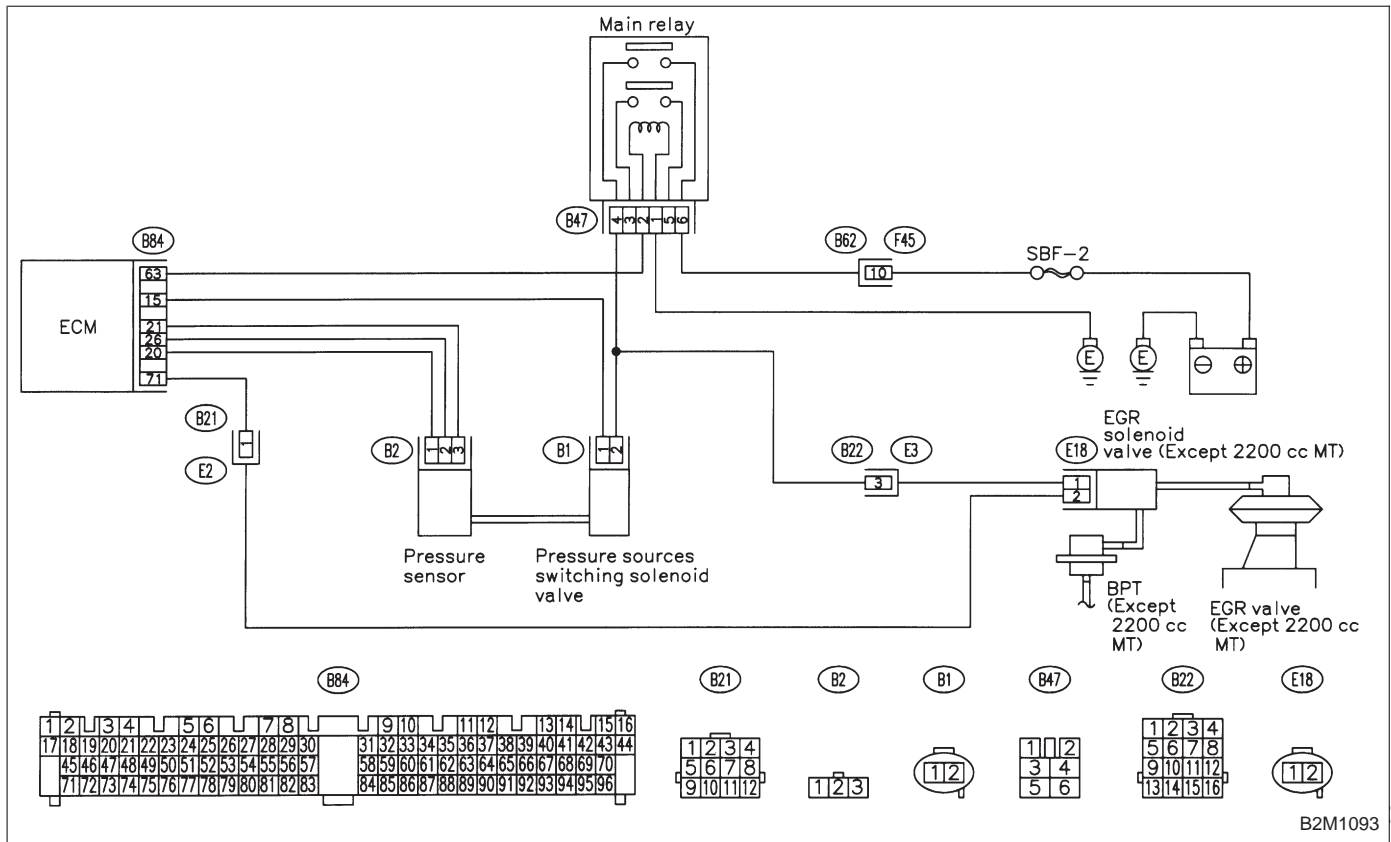 Main relay
B47
4 3 2 1 5 6
B84
B62 F45
SBF-2
10
ECM
63
15
21
26
20
71
E E
⊖ ⊕
B21
1
E2
B2
1 2 3
B1
1 2
B22 E3
3
E18
1
2
EGR
solenoid
valve (Except 2200 cc MT)
Pressure
sensor
Pressure sources
switching solenoid
valve
BPT
(Except
2200 cc
MT)
EGR valve
(Except 2200 cc
MT)
B84
1 2 3 4 5 6 7 8 9 10 11 12 13 14 15 16
17 18 19 20 21 22 23 24 25 26 27 28 29 30 31 32 33 34 35 36 37 38 39 40 41 42 43 44
45 46 47 48 49 50 51 52 53 54 55 56 57 58 59 60 61 62 63 64 65 66 67 68 69 70
71 72 73 74 75 76 77 78 79 80 81 82 83 84 85 86 87 88 89 90 91 92 93 94 95 96
B21
1 2 3 4
5 6 7 8
9 10 11 12
B2
1 2 3
B1
1 2
B47
1 2
3 4
5 6
B22
1 2 3 4
5 6 7 8
9 10 11 12
13 14 15 16
E18
1 2
B2M1093